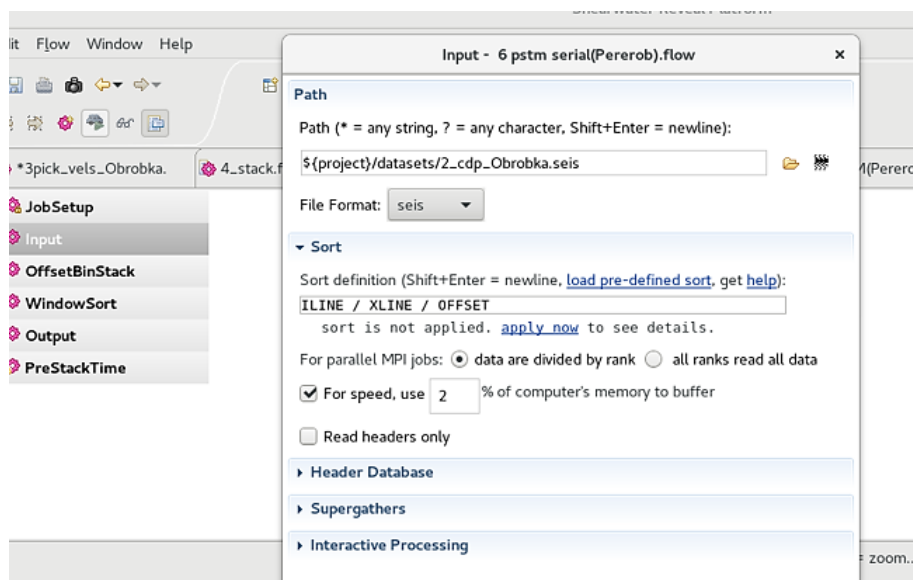 Input - 6 pstm serial(Pererob).flow
Flow Window Help
Path
Path (* = any string, ? = any character, Shift+Enter = newline):
${project}/datasets/2_cdp_Obrobka.seis
*3pick_vels_Obrobka.
4_stack.f
File Format: seis
JobSetup
Input
OffsetBinStack
WindowSort
Output
PreStackTime
Sort
Sort definition (Shift+Enter = newline, load pre-defined sort, get help):
ILINE / XLINE / OFFSET
sort is not applied. apply now to see details.
For parallel MPI jobs: data are divided by rank all ranks read all data
For speed, use 2 % of computer's memory to buffer
Read headers only
Header Database
Supergathers
Interactive Processing
zoom..